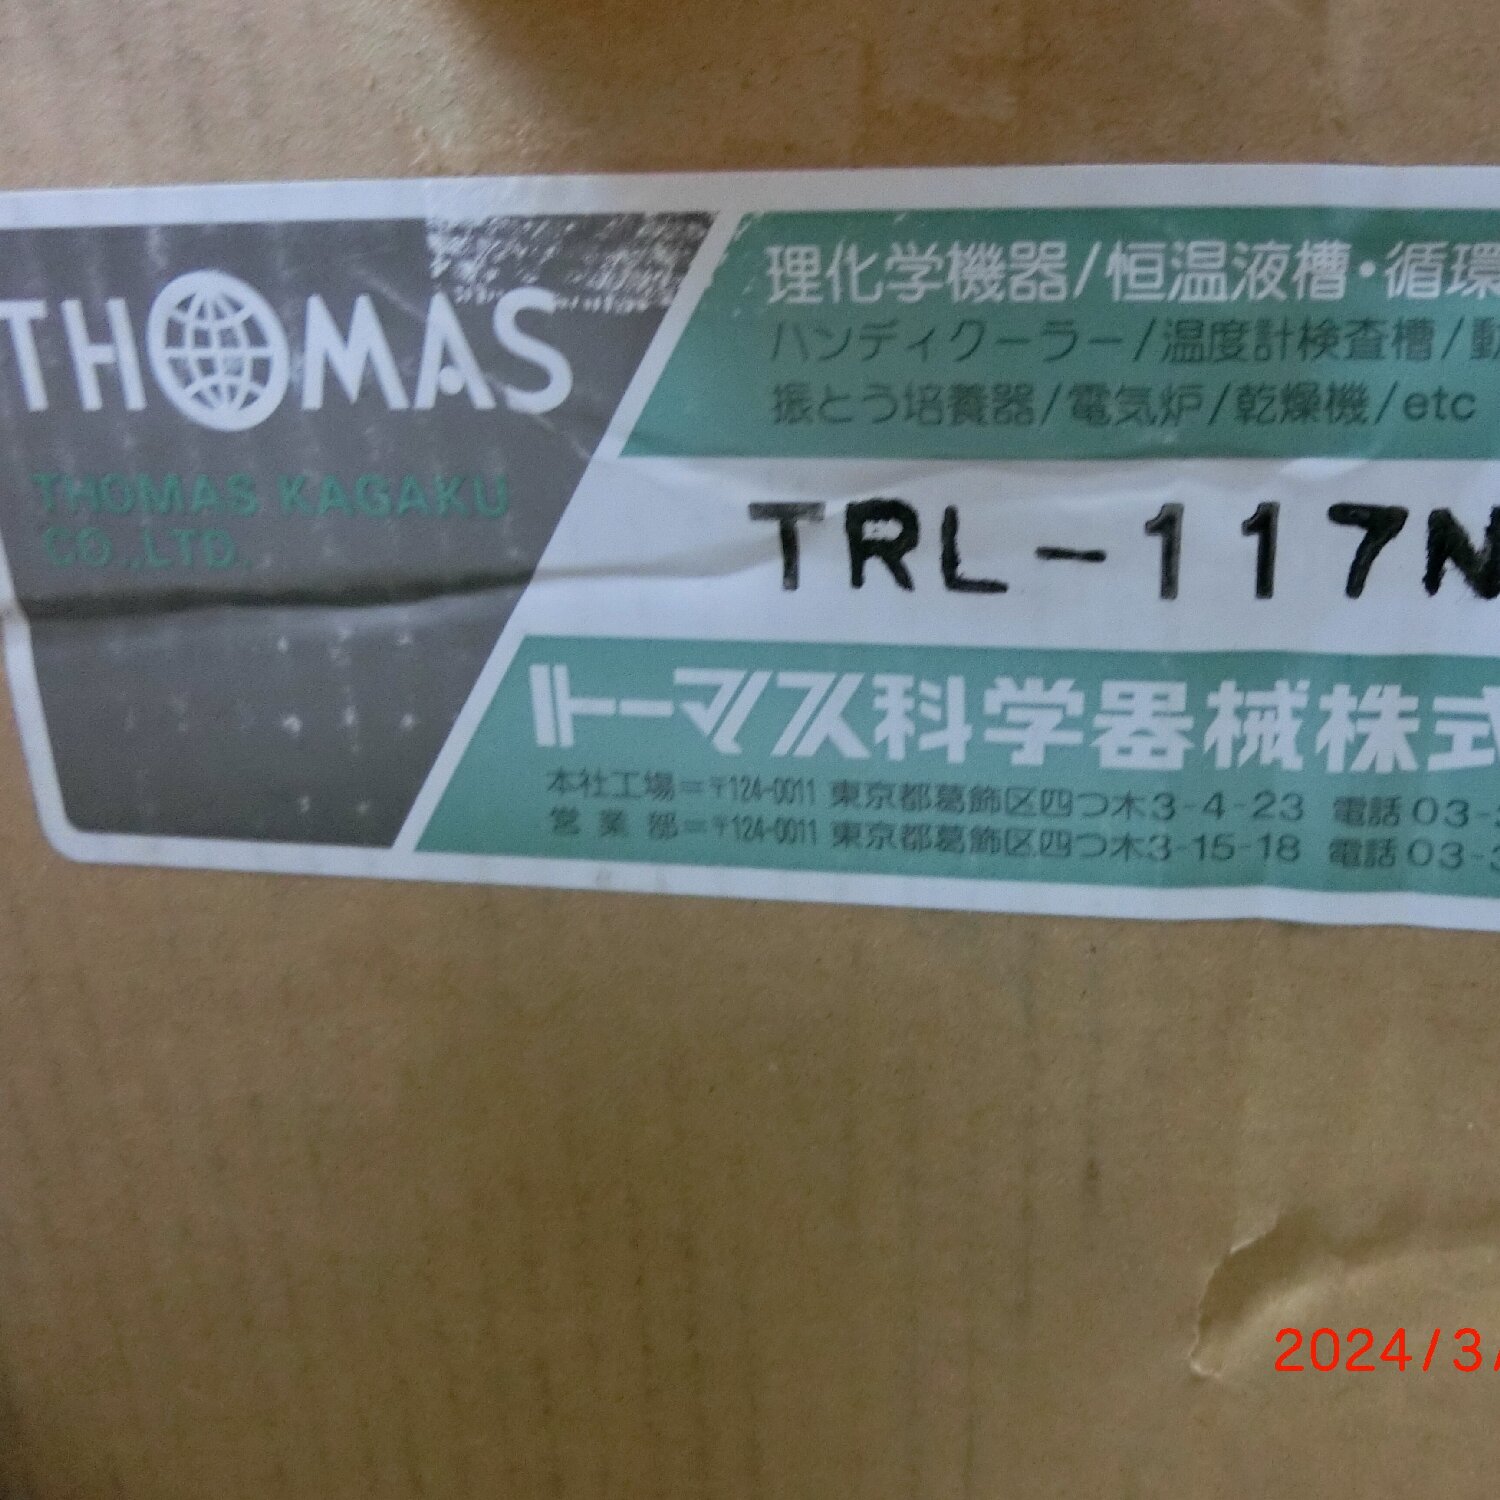 THOMAS
THOMAS KAGAKU
CO.,LTD.
理化学機器/恒温液槽・循環
ハンディクーラー/温度計検査槽/動
振とう培養器/電気炉/乾燥機/etc
TRL-117N
トーマス科学器械株式
本社工場=〒124-0011 東京都葛飾区四つ木3-4-23 電話03-3
営業部=〒124-0011 東京都葛飾区四つ木3-15-18 電話03-3
2024/3/